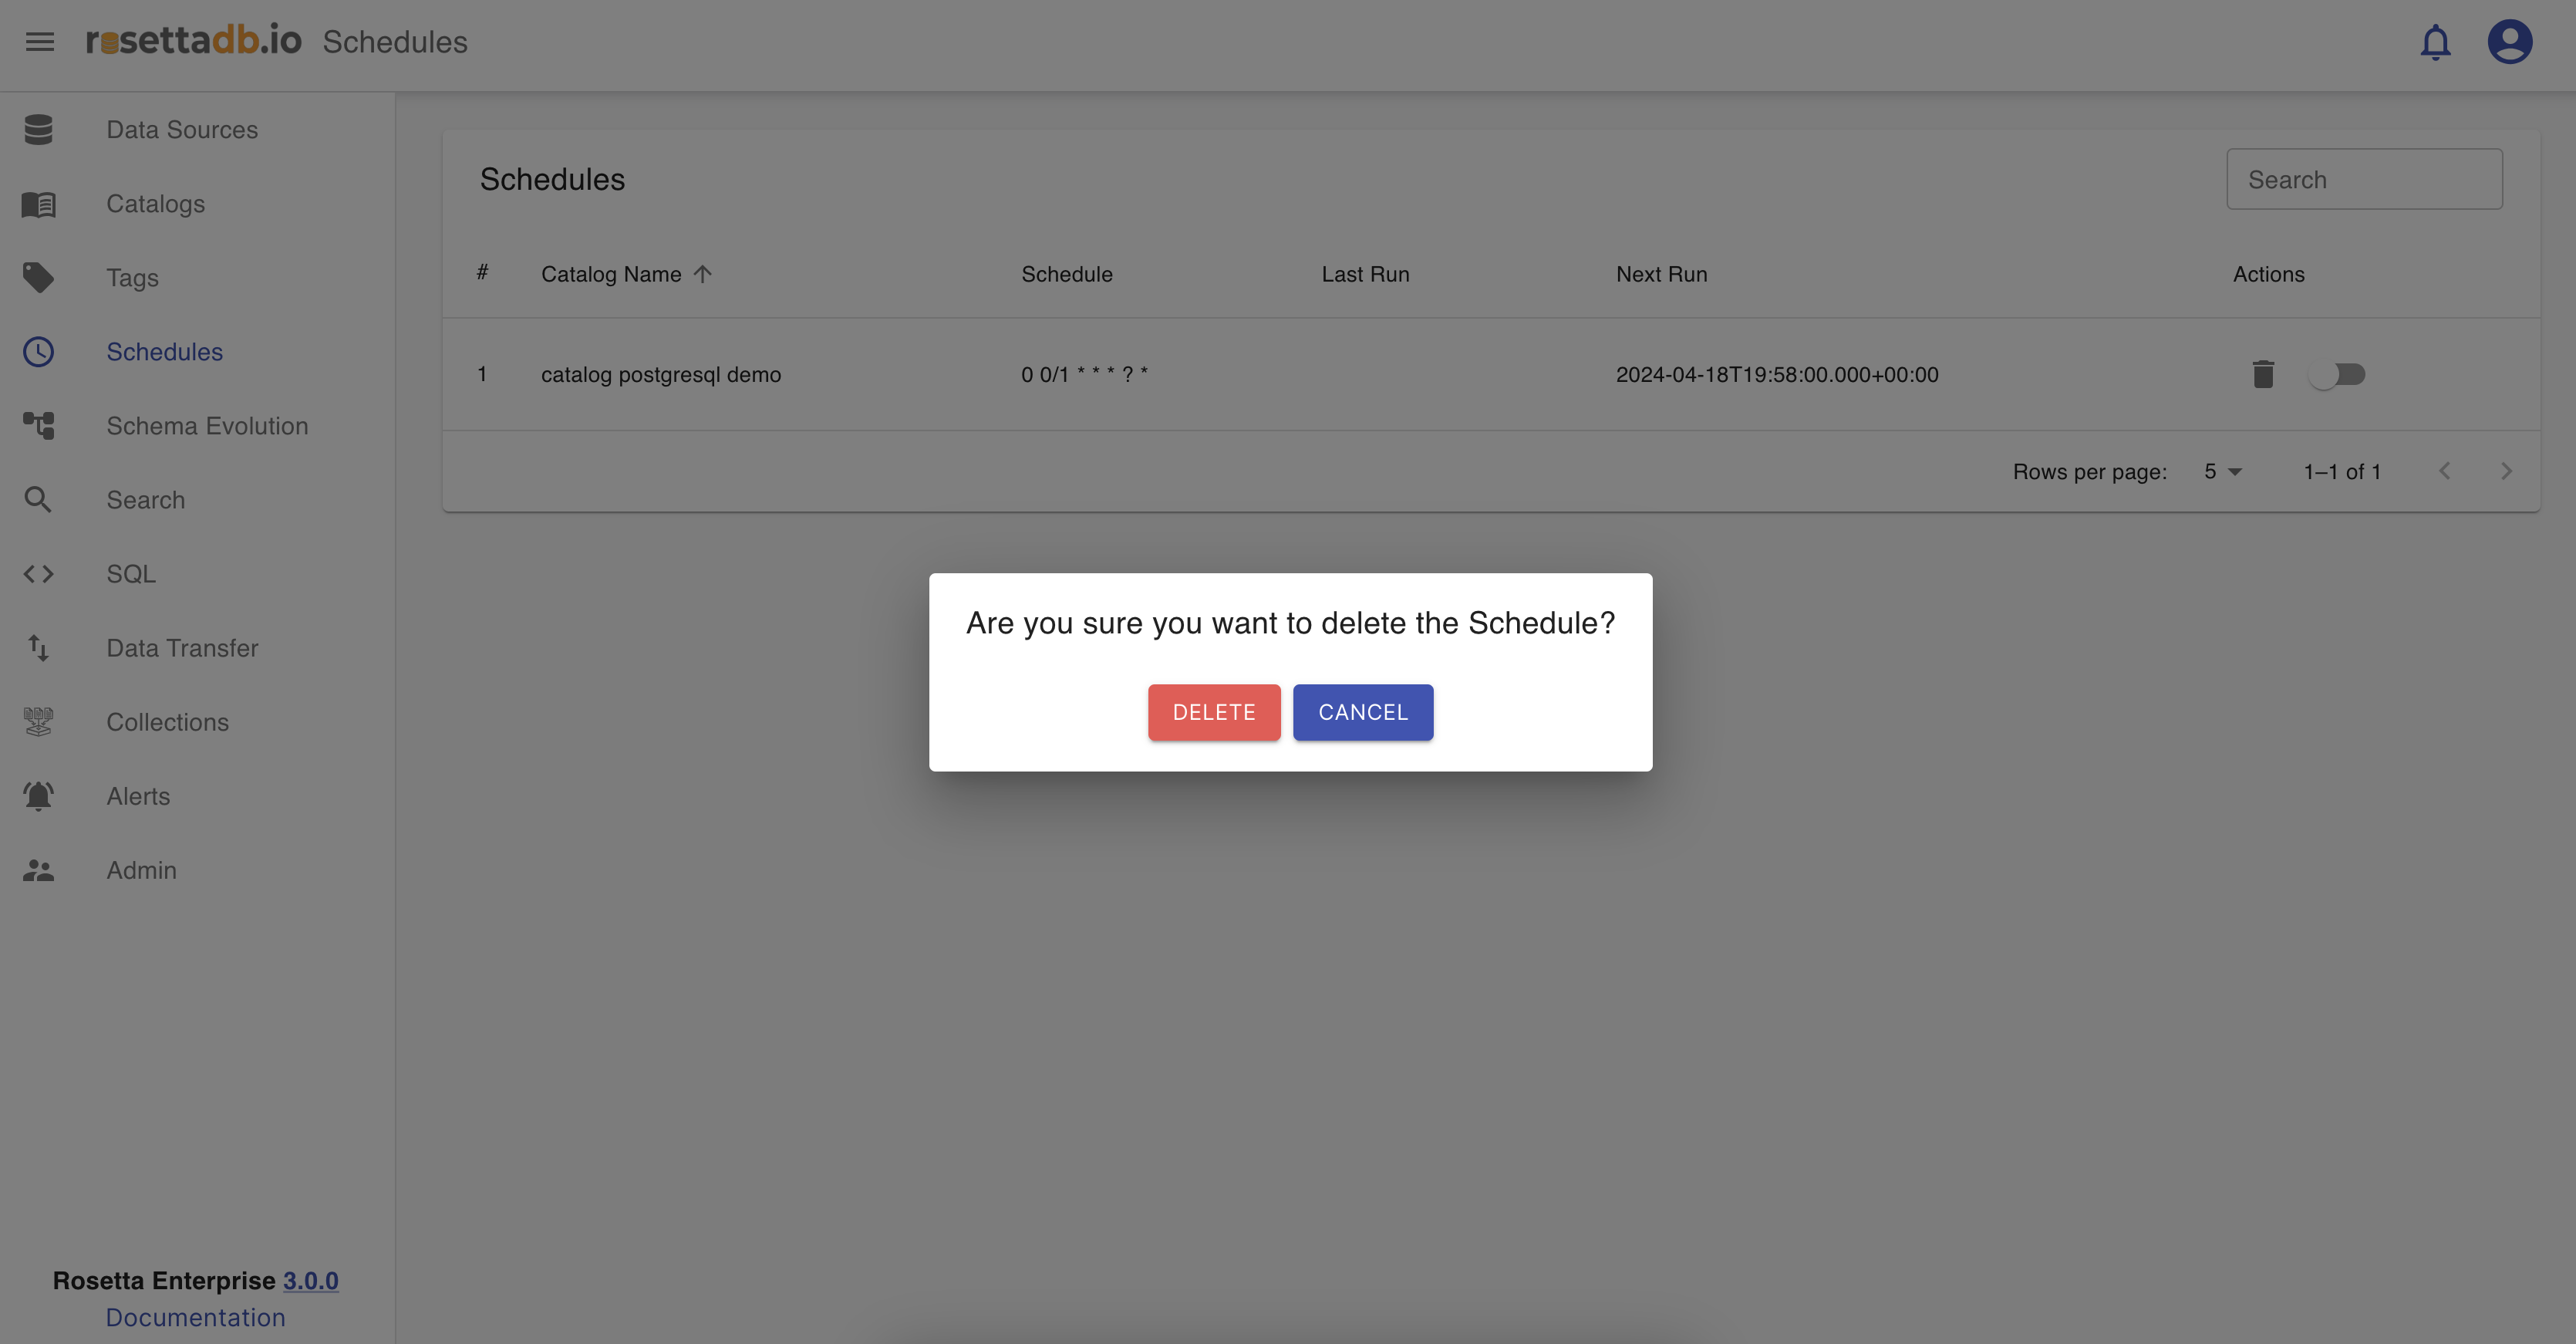 rosettadb.io Schedules
Data Sources
Catalogs
Tags
Schedules
Schema Evolution
Search
SQL
Data Transfer
Collections
Alerts
Admin
Rosetta Enterprise 3.0.0
Documentation
Schedules
Search
# Catalog Name Schedule Last Run Next Run Actions
1 catalog postgresql demo 0 0/1 * * * ? * 2024-04-18T19:58:00.000+00:00
Rows per page: 5 1–1 of 1
Are you sure you want to delete the Schedule?
DELETE CANCEL